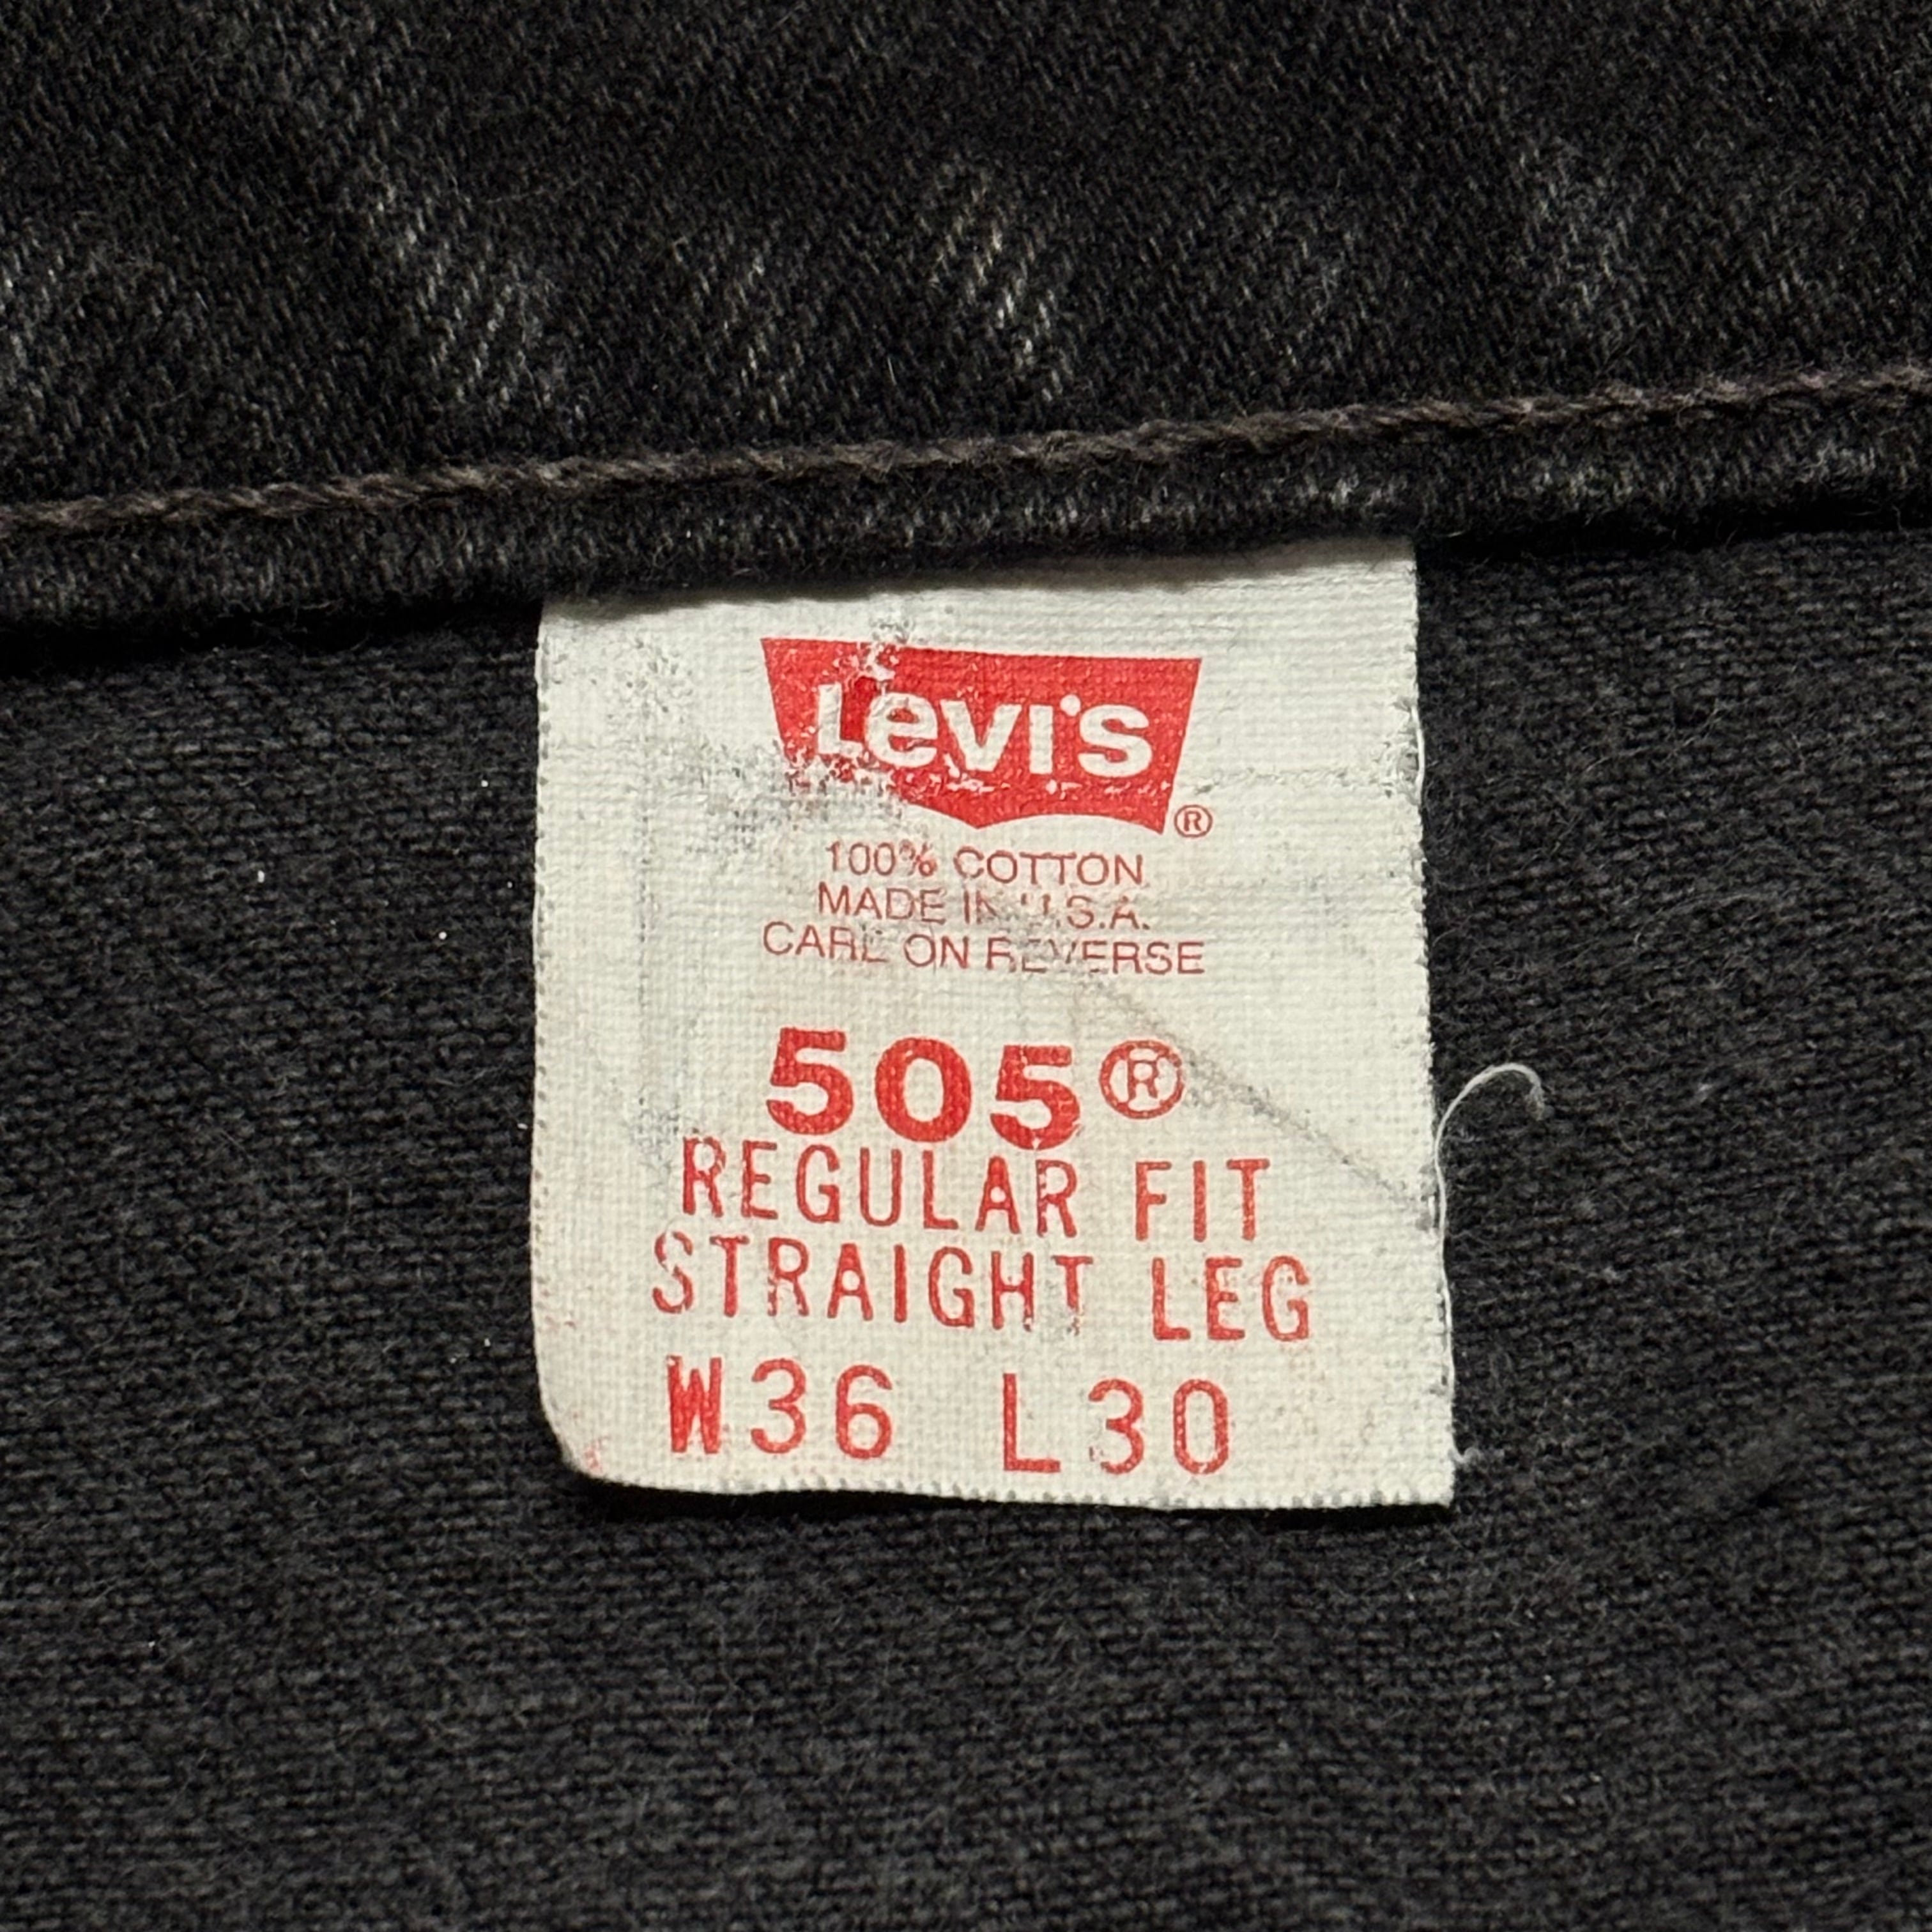 Levi's
®
100% COTTON
MADE IN U.S.A.
CARE ON REVERSE
505®
REGULAR FIT
STRAIGHT LEG
W36 L30